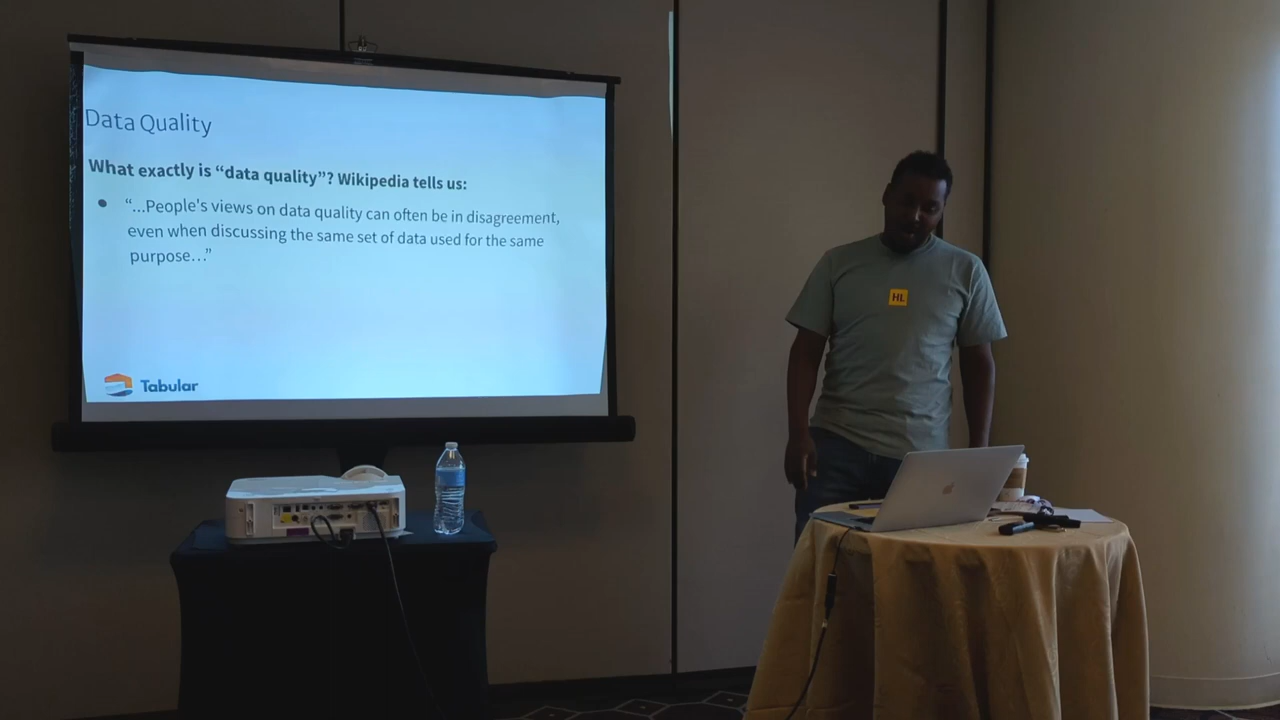 Data Quality
What exactly is “data quality”? Wikipedia tells us:
“...People's views on data quality can often be in disagreement,
even when discussing the same set of data used for the same
purpose…”
Tabular
HL